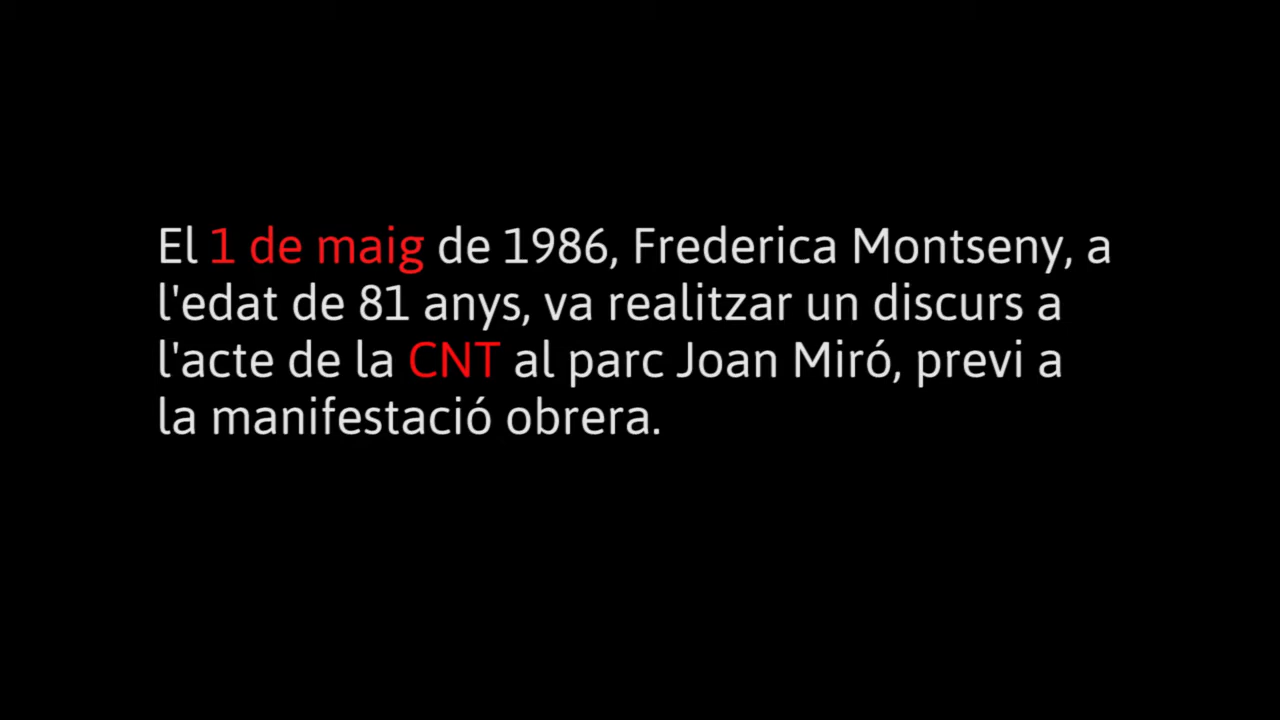 El 1 de maig de 1986, Frederica Montseny, a
l'edat de 81 anys, va realitzar un discurs a
l'acte de la CNT al parc Joan Miró, previ a
la manifestació obrera.